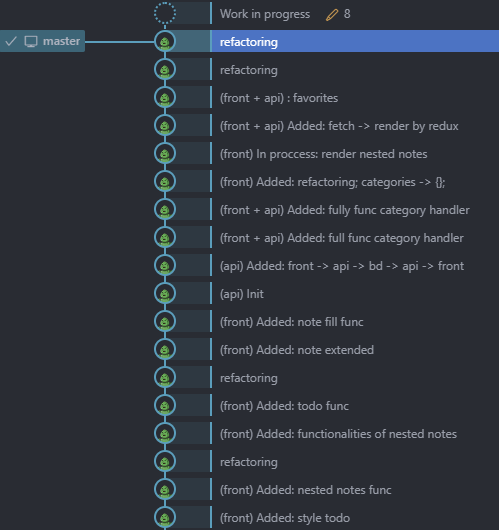 Work in progress 8
master refactoring
refactoring
(front + api) : favorites
(front + api) Added: fetch -> render by redux
(front) In proccess: render nested notes
(front) Added: refactoring; categories -> {};
(front + api) Added: fully func category handler
(front + api) Added: full func category handler
(api) Added: front -> api -> bd -> api -> front
(api) Init
(front) Added: note fill func
(front) Added: note extended
refactoring
(front) Added: todo func
(front) Added: functionalities of nested notes
refactoring
(front) Added: nested notes func
(front) Added: style todo